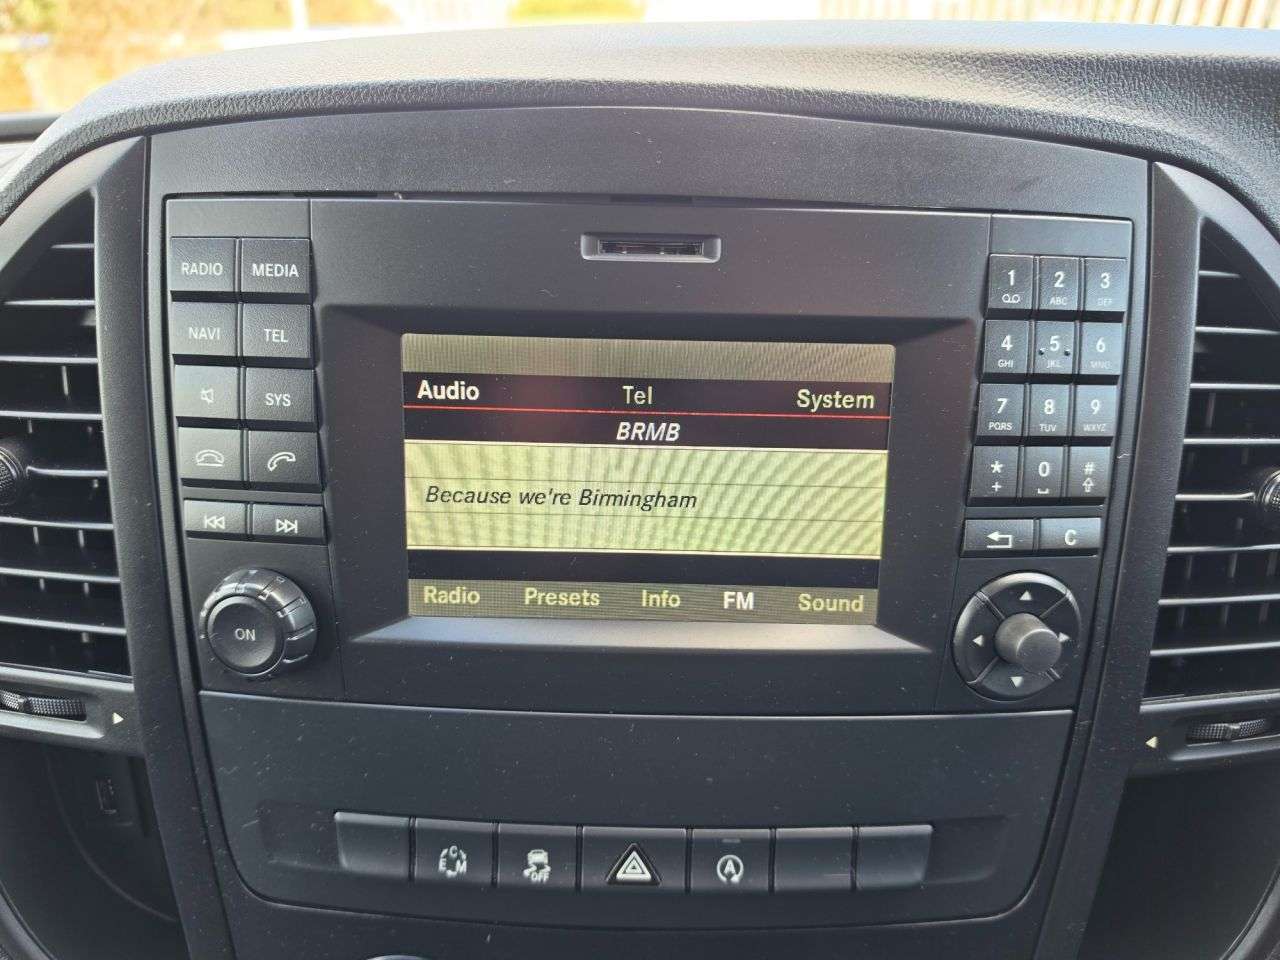 RADIO MEDIA
NAVI TEL
SYS
ON
Audio Tel System
BRMB
Because we're Birmingham
Radio Presets Info FM Sound
1 2 3
ABC DEF
4 5 6
GHI JKL MNO
7 8 9
PQRS TUV WXYZ
* 0 #
+
C
C
E M
OFF
A